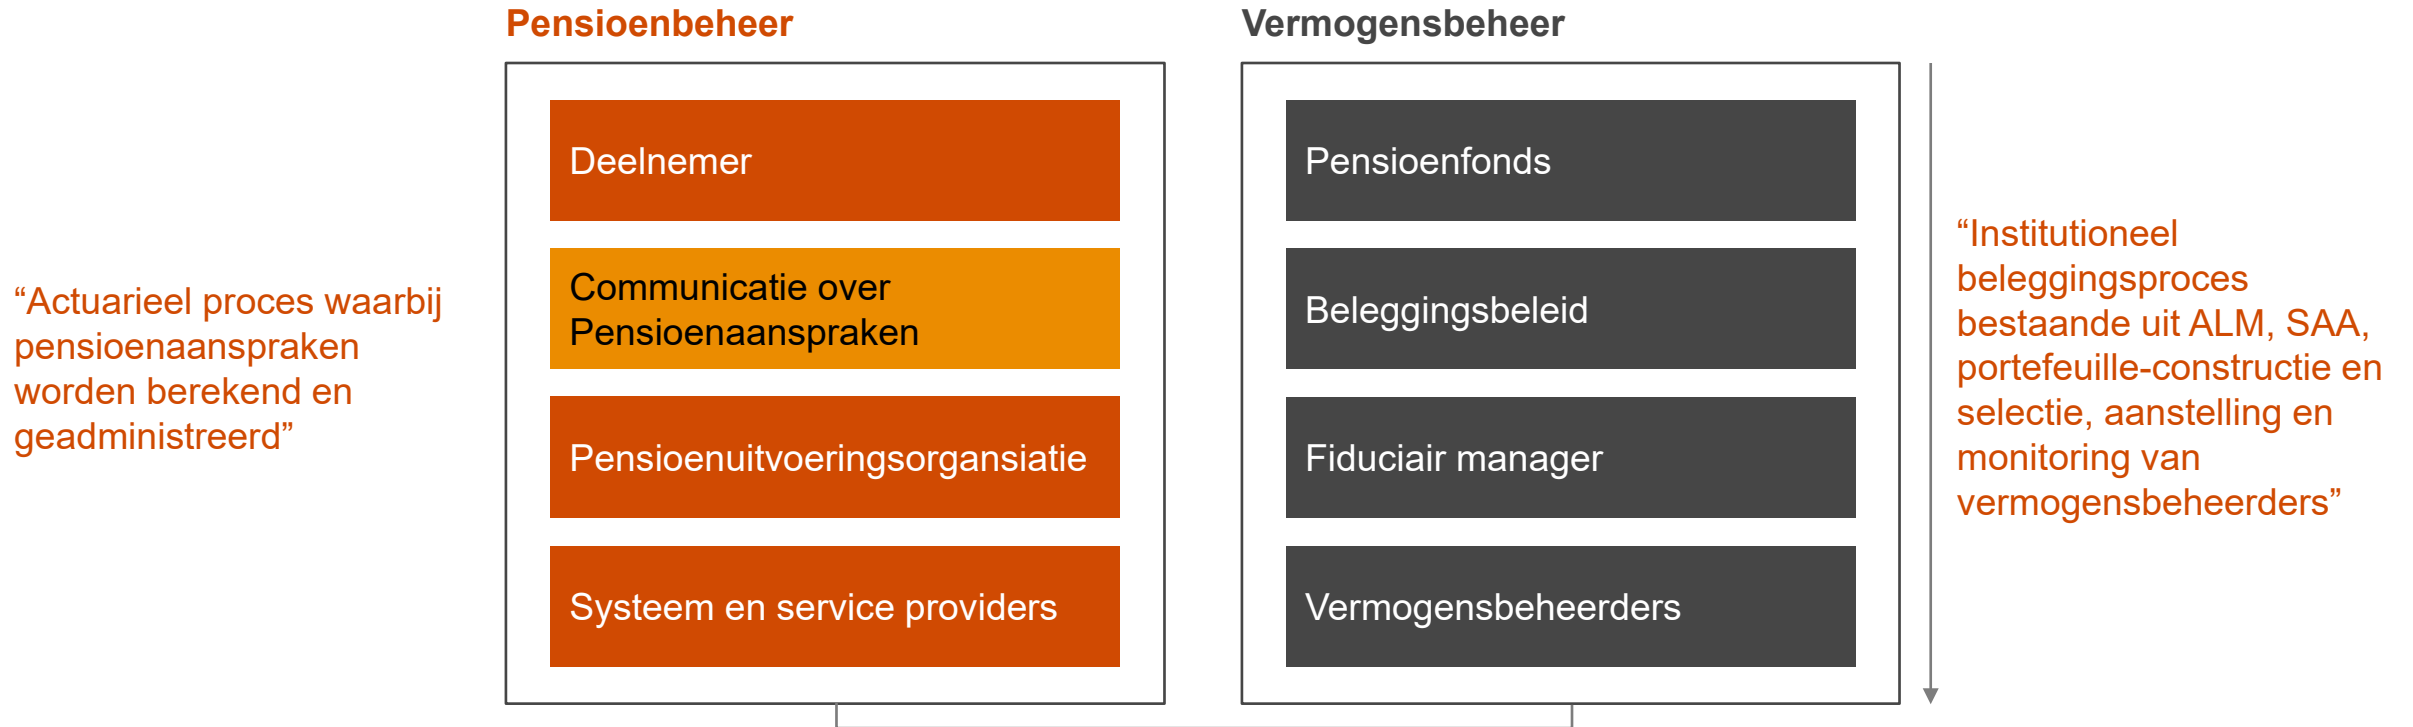 Pensioenbeheer
Vermogensbeheer
“Actuarieel proces waarbij
pensioenaanspraken
worden berekend en
geadministreerd”
Deelnemer
Communicatie over
Pensioenaanspraken
Pensioenuitvoeringsorgansiatie
Systeem en service providers
Pensioenfonds
Beleggingsbeleid
Fiduciair manager
Vermogensbeheerders
“Institutioneel
beleggingsproces
bestaande uit ALM, SAA,
portefeuille-constructie en
selectie, aanstelling en
monitoring van
vermogensbeheerders”